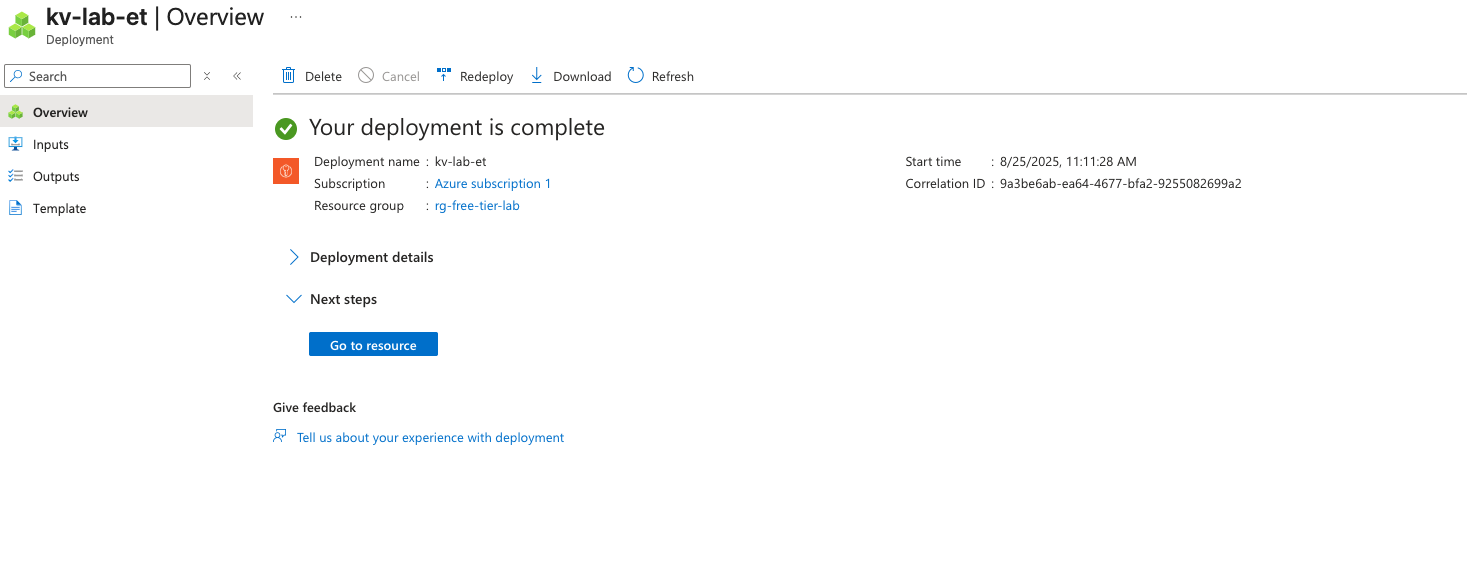 kv-lab-et | Overview ...
Deployment
Search
Overview
Inputs
Outputs
Template
Delete Cancel Redeploy Download Refresh
Your deployment is complete
Deployment name : kv-lab-et Start time : 8/25/2025, 11:11:28 AM
Subscription : Azure subscription 1 Correlation ID : 9a3be6ab-ea64-4677-bfa2-9255082699a2
Resource group : rg-free-tier-lab
Deployment details
Next steps
Go to resource
Give feedback
Tell us about your experience with deployment